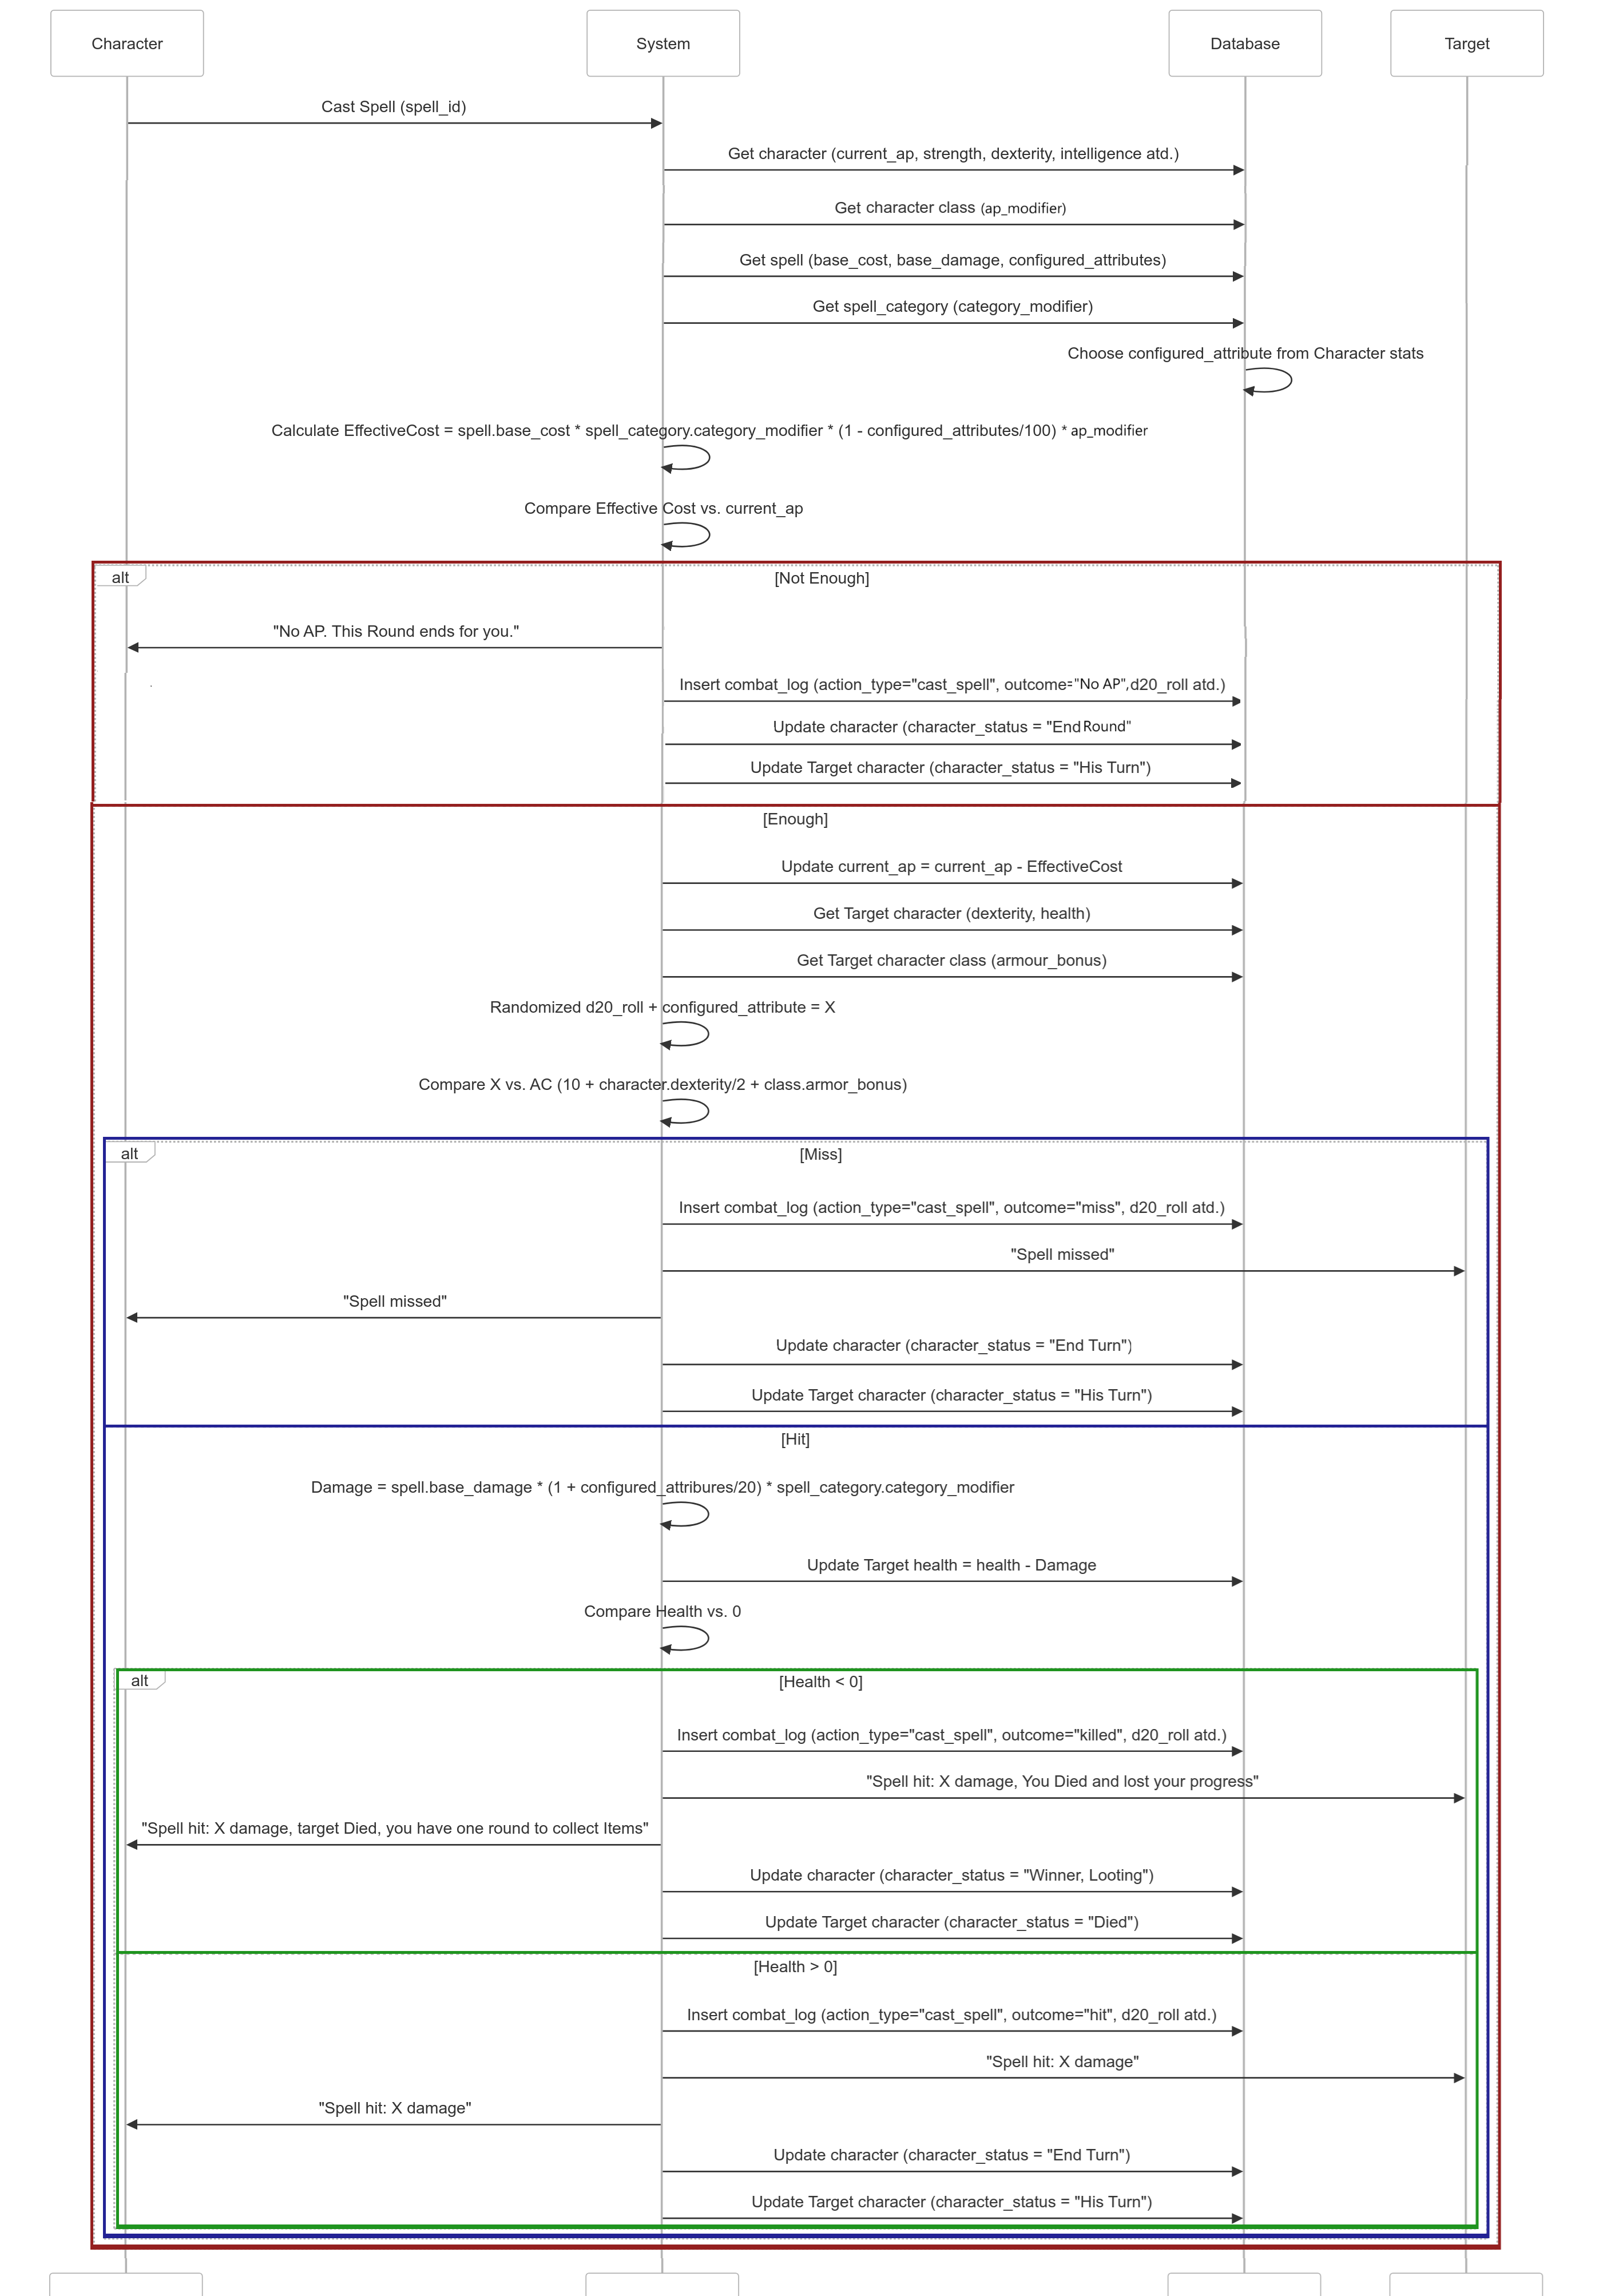 Character
System
Database
Target
Cast Spell (spell_id)
Get character (current_ap, strength, dexterity, intelligence atd.)
Get character class (ap_modifier)
Get spell (base_cost, base_damage, configured_attributes)
Get spell_category (category_modifier)
Choose configured_attribute from Character stats
Calculate EffectiveCost = spell.base_cost * spell_category.category_modifier * (1 - configured_attributes/100) * ap_modifier
Compare Effective Cost vs. current_ap
alt
[Not Enough]
"No AP. This Round ends for you."
Insert combat_log (action_type="cast_spell", outcome="No AP",d20_roll atd.)
Update character (character_status = "End Round"
Update Target character (character_status = "His Turn")
[Enough]
Update current_ap = current_ap - EffectiveCost
Get Target character (dexterity, health)
Get Target character class (armour_bonus)
Randomized d20_roll + configured_attribute = X
Compare X vs. AC (10 + character.dexterity/2 + class.armor_bonus)
alt
[Miss]
Insert combat_log (action_type="cast_spell", outcome="miss", d20_roll atd.)
"Spell missed"
"Spell missed"
Update character (character_status = "End Turn")
Update Target character (character_status = "His Turn")
[Hit]
Damage = spell.base_damage * (1 + configured_attribures/20) * spell_category.category_modifier
Update Target health = health - Damage
Compare Health vs. 0
alt
[Health < 0]
Insert combat_log (action_type="cast_spell", outcome="killed", d20_roll atd.)
"Spell hit: X damage, You Died and lost your progress"
"Spell hit: X damage, target Died, you have one round to collect Items"
Update character (character_status = "Winner, Looting")
Update Target character (character_status = "Died")
[Health > 0]
Insert combat_log (action_type="cast_spell", outcome="hit", d20_roll atd.)
"Spell hit: X damage"
"Spell hit: X damage"
Update character (character_status = "End Turn")
Update Target character (character_status = "His Turn")